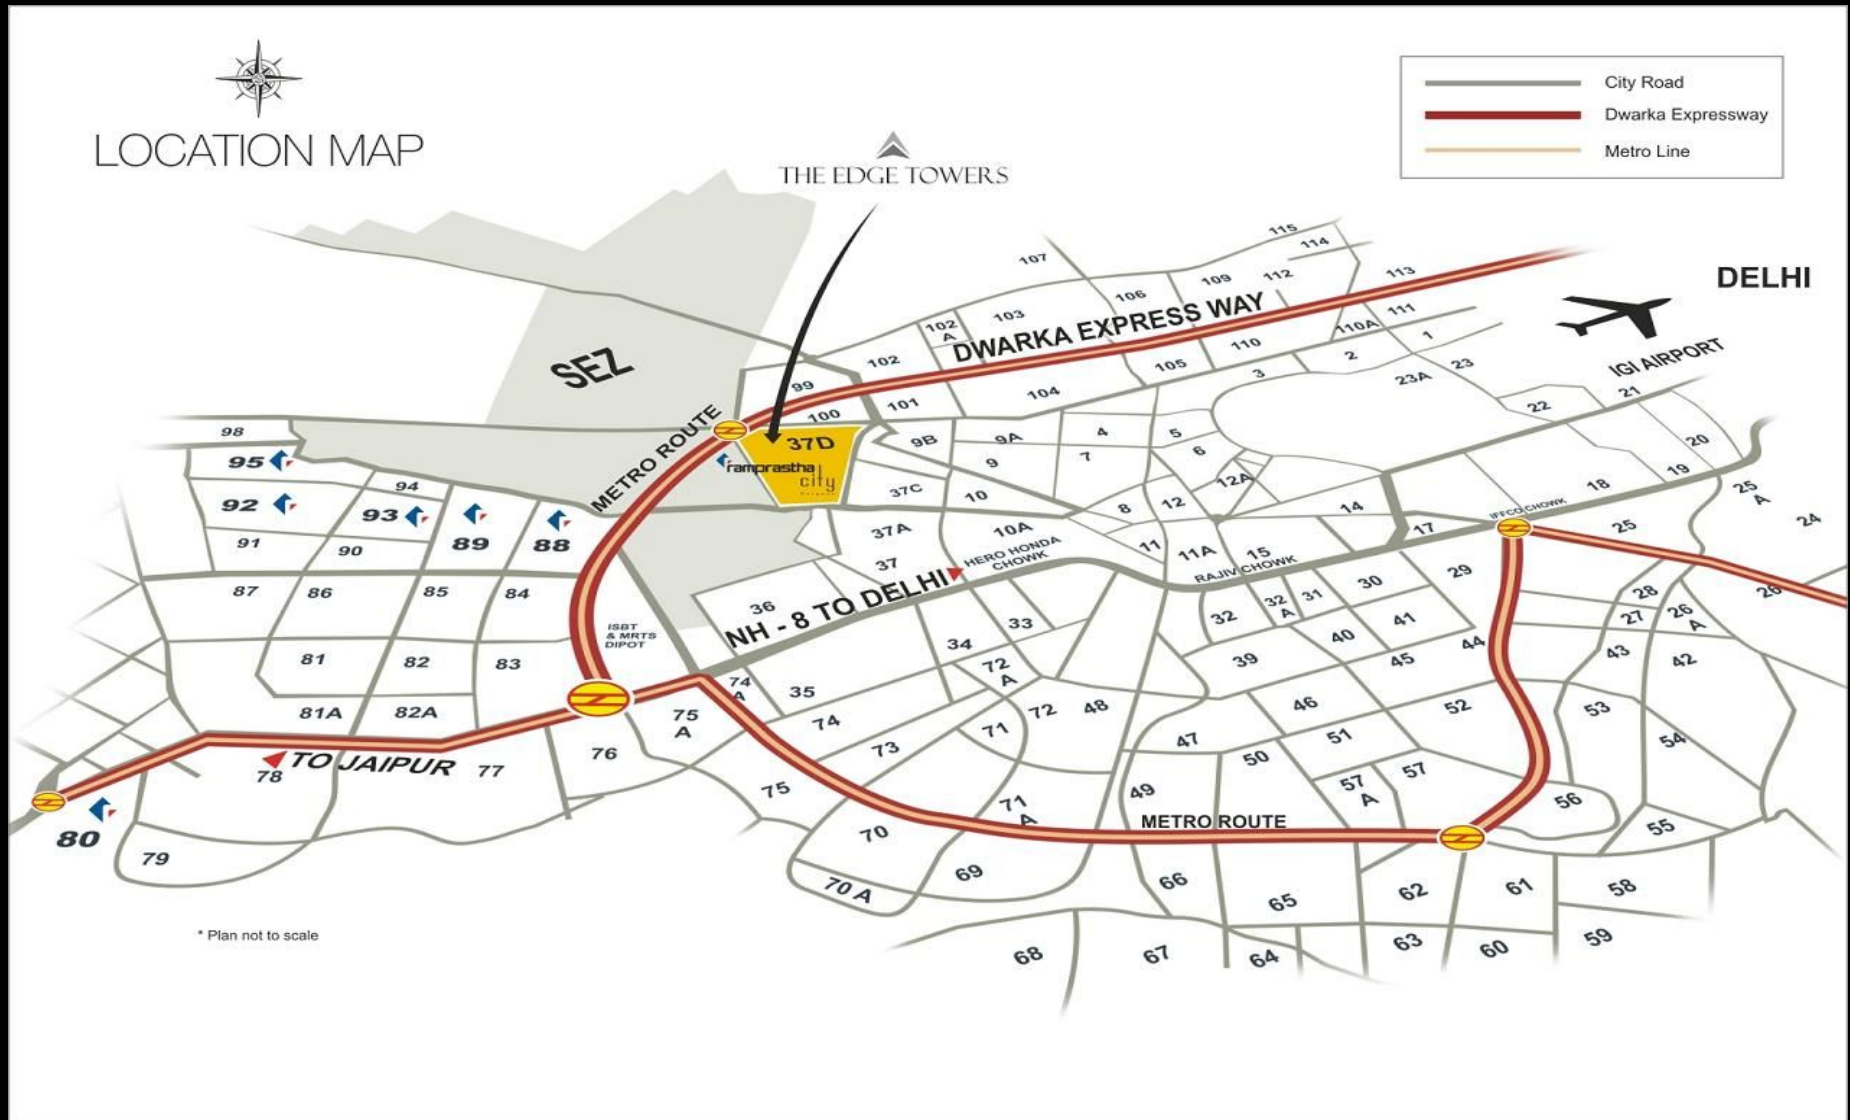 LOCATION MAP
THE EDGE TOWERS
City Road
Dwarka Expressway
Metro Line
DELHI
IGI AIRPORT
DWARKA EXPRESS WAY
SEZ
METRO ROUTE
37D
ramprastha
city
115
114
107
109
112
113
106
103
102
A
111
110A
1
110
2
102
105
3
23A
23
99
104
21
100
101
22
98
9B
9A
4
5
20
95
9
7
6
19
94
37C
10
12A
18
25
A
92
93
8
12
14
IFFCO CHOWK
24
89
88
37A
10A
17
25
91
90
37
HERO HONDA
CHOWK
11
11A
15
RAJIV CHOWK
NH - 8 TO DELHI
87
86
85
84
36
32
32
A
31
30
29
28
26
27
26
A
ISBT
& MRTS
DIPOT
33
34
40
41
44
43
42
81
82
83
72
A
39
45
74
A
35
81A
82A
75
A
74
72
48
46
52
53
71
47
51
54
76
73
50
TO JAIPUR
78
77
75
49
57
A
57
56
71
A
80
70
METRO ROUTE
55
79
70 A
69
66
65
62
61
58
68
67
64
63
60
59
* Plan not to scale